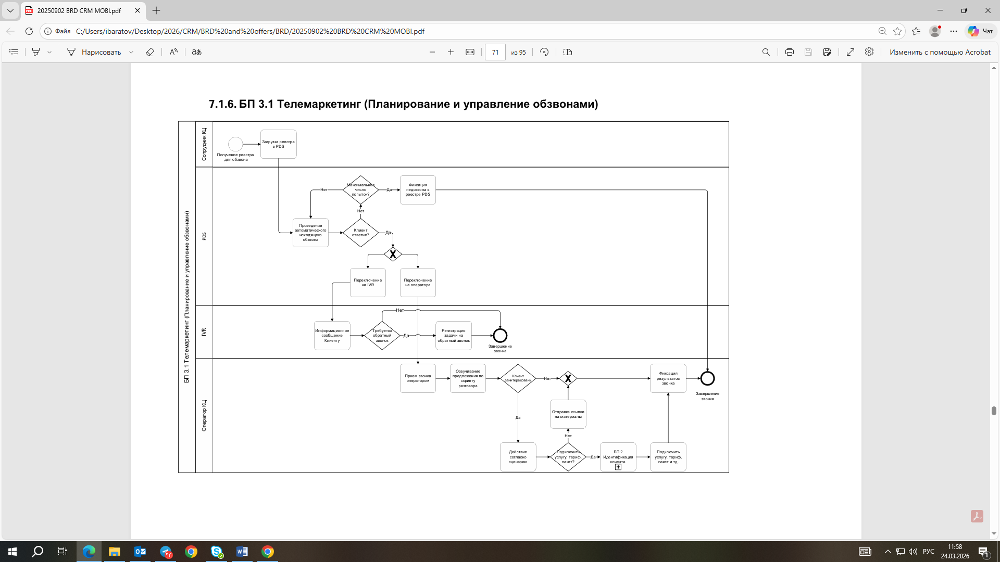 20250902 BRD CRM MOBI.pdf
Файл C:/Users/ibaratov/Desktop/2026/CRM/BRD%20and%20offers/BRD/20250902%20BRD%20CRM%20MOBI.pdf
Чат
Нарисовать
aあ
71 из 95
Изменить с помощью Acrobat
7.1.6. БП 3.1 Телемаркетинг (Планирование и управление обзвонами)
БП 3.1 Телемаркетинг (Планирование и управление обзвонами)
Сотрудник КЦ
Получение реестра
для обзвона
Загрузка реестра
в PDS
PDS
Нет
Максимальное
число
попыток?
Да
Фиксация
недозвона в
реестре PDS
Нет
Проведение
автоматического
исходящего
обзвона
Клиент
ответил?
Да
X
Переключение
на IVR
Переключение
на оператора
IVR
Нет
Информационное
сообщение
Клиенту
Требуется
обратный
звонок
Да
Регистрация
задачи на
обратный звонок
Завершение
звонка
Оператор КЦ
Прием звонка
оператором
Озвучивание
предложения по
скрипту
разговора
Клиент
заинтересован?
Нет
X
Фиксация
результатов
звонка
Завершение
звонка
Да
Отправка ссылки
на материалы
Нет
Действие
согласно
сценарию
Подключить
услугу, тариф,
пакет?
Да
БП 2
Идентификация
клиента.
Подключить
услугу, тариф,
пакет и тд.
56
РУС
11:58
24.03.2026
1